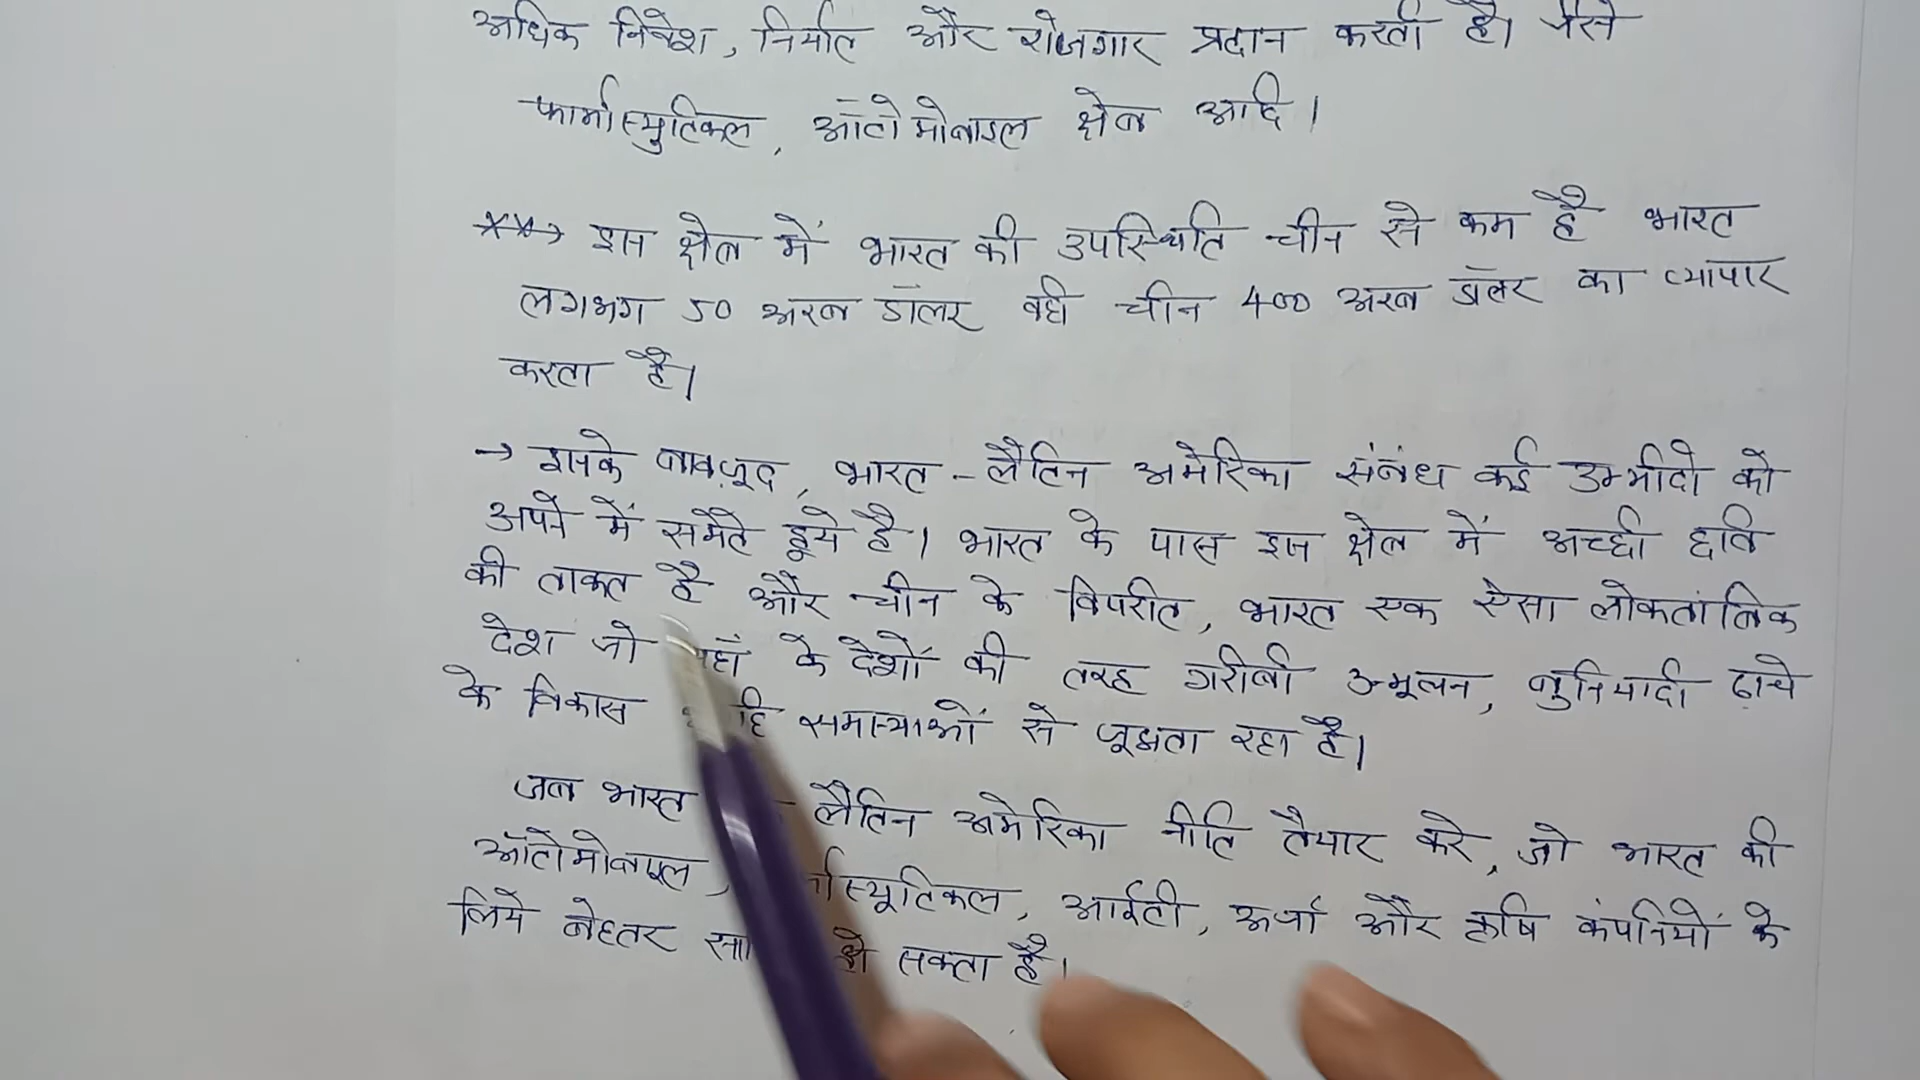 अधिक निवेश, निर्यात और रोजगार प्रदान करता है। जैसे
फार्मास्युटिकल, ऑटोमोबाइल क्षेत्र आदि।
**→ इस क्षेत्र में भारत की उपस्थिति चीन से कम है भारत
लगभग 50 अरब डॉलर वही चीन 400 अरब डॉलर का व्यापार
करता है।
→ इसके बावजूद, भारत - लैतिन अमेरिका संबंध कई उम्मीदो को
अपने में समेटे हुये है। भारत के पास इस क्षेत्र में अच्छी छवि
की ताकत है और चीन के विपरीत, भारत एक ऐसा लोकतांत्रिक
देश जो के देशों की तरह गरीबी उन्मूलन, बुनियादी ढ़ाचे
के विकास समास्याओं से जूझता रहा है।
जब भारत लैतिन अमेरिका नीति तैयार करे, जो भारत की
ऑटोमोबाइल, आईटी, ऊर्जा और कृषि कंपनियों के
लिये बेहतर हो सकता है।